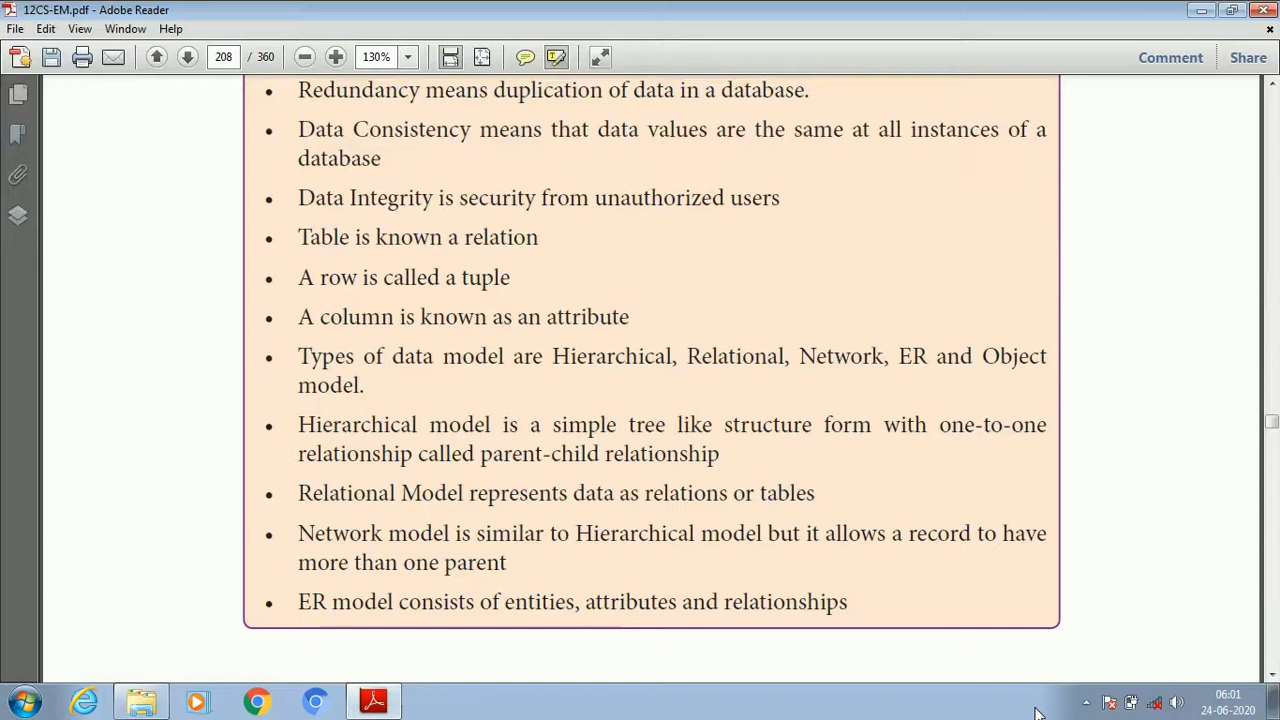 12CS-EM.pdf - Adobe Reader
File Edit View Window Help
208 / 360 130% Comment Share
• Redundancy means duplication of data in a database.
• Data Consistency means that data values are the same at all instances of a
database
• Data Integrity is security from unauthorized users
• Table is known a relation
• A row is called a tuple
• A column is known as an attribute
• Types of data model are Hierarchical, Relational, Network, ER and Object
model.
• Hierarchical model is a simple tree like structure form with one-to-one
relationship called parent-child relationship
• Relational Model represents data as relations or tables
• Network model is similar to Hierarchical model but it allows a record to have
more than one parent
• ER model consists of entities, attributes and relationships
06:01
24-06-2020